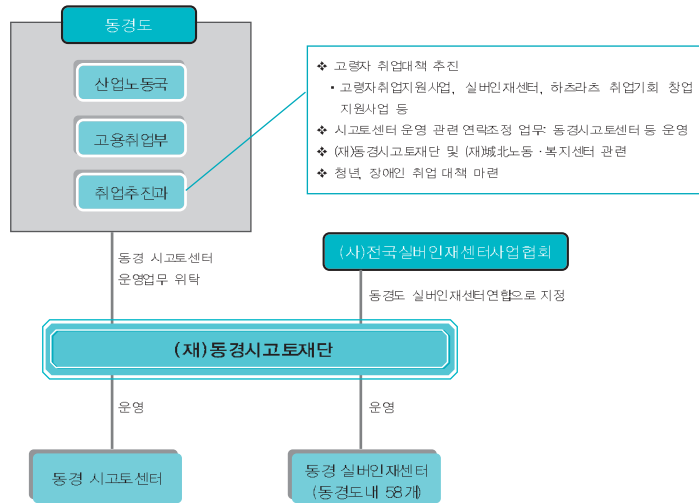 동경도
산업노동국
고용취업부
취업추진과
❖ 고령자 취업대책 추진
• 고령자취업지원사업, 실버인재센터, 하츠라츠 취업기회 창업
지원사업 등
❖ 시고토센터 운영 관련 연락조정 업무: 동경시고토센터 등 운영
❖ (재)동경시고토재단 및 (재)城北노동·복지센터 관련
❖ 청년, 장애인 취업 대책 마련
동경 시고토센터
운영업무 위탁
(사)전국실버인재센터사업협회
동경도 실버인재센터연합으로 지정
(재)동경시고토재단
운영
운영
동경 시고토센터
동경 실버인재센터
(동경도내 58개)